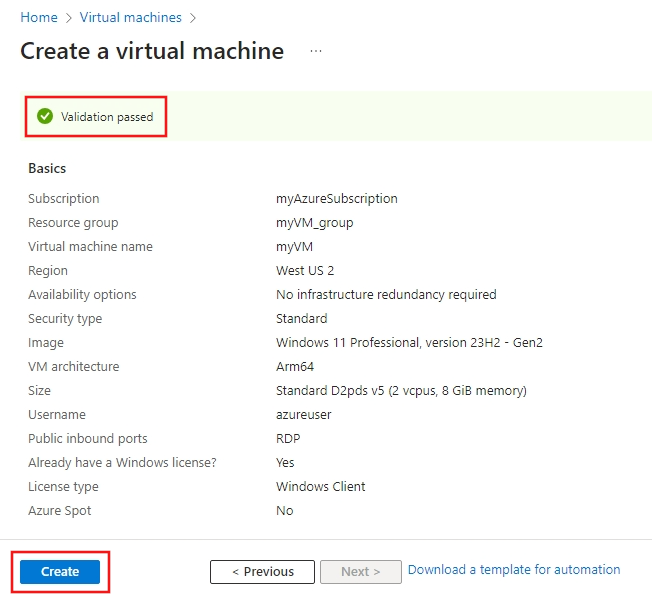 Home > Virtual machines >
Create a virtual machine ...
Validation passed
Basics
Subscription myAzureSubscription
Resource group myVM_group
Virtual machine name myVM
Region West US 2
Availability options No infrastructure redundancy required
Security type Standard
Image Windows 11 Professional, version 23H2 - Gen2
VM architecture Arm64
Size Standard D2pds v5 (2 vcpus, 8 GiB memory)
Username azureuser
Public inbound ports RDP
Already have a Windows license? Yes
License type Windows Client
Azure Spot No
Create < Previous Next > Download a template for automation